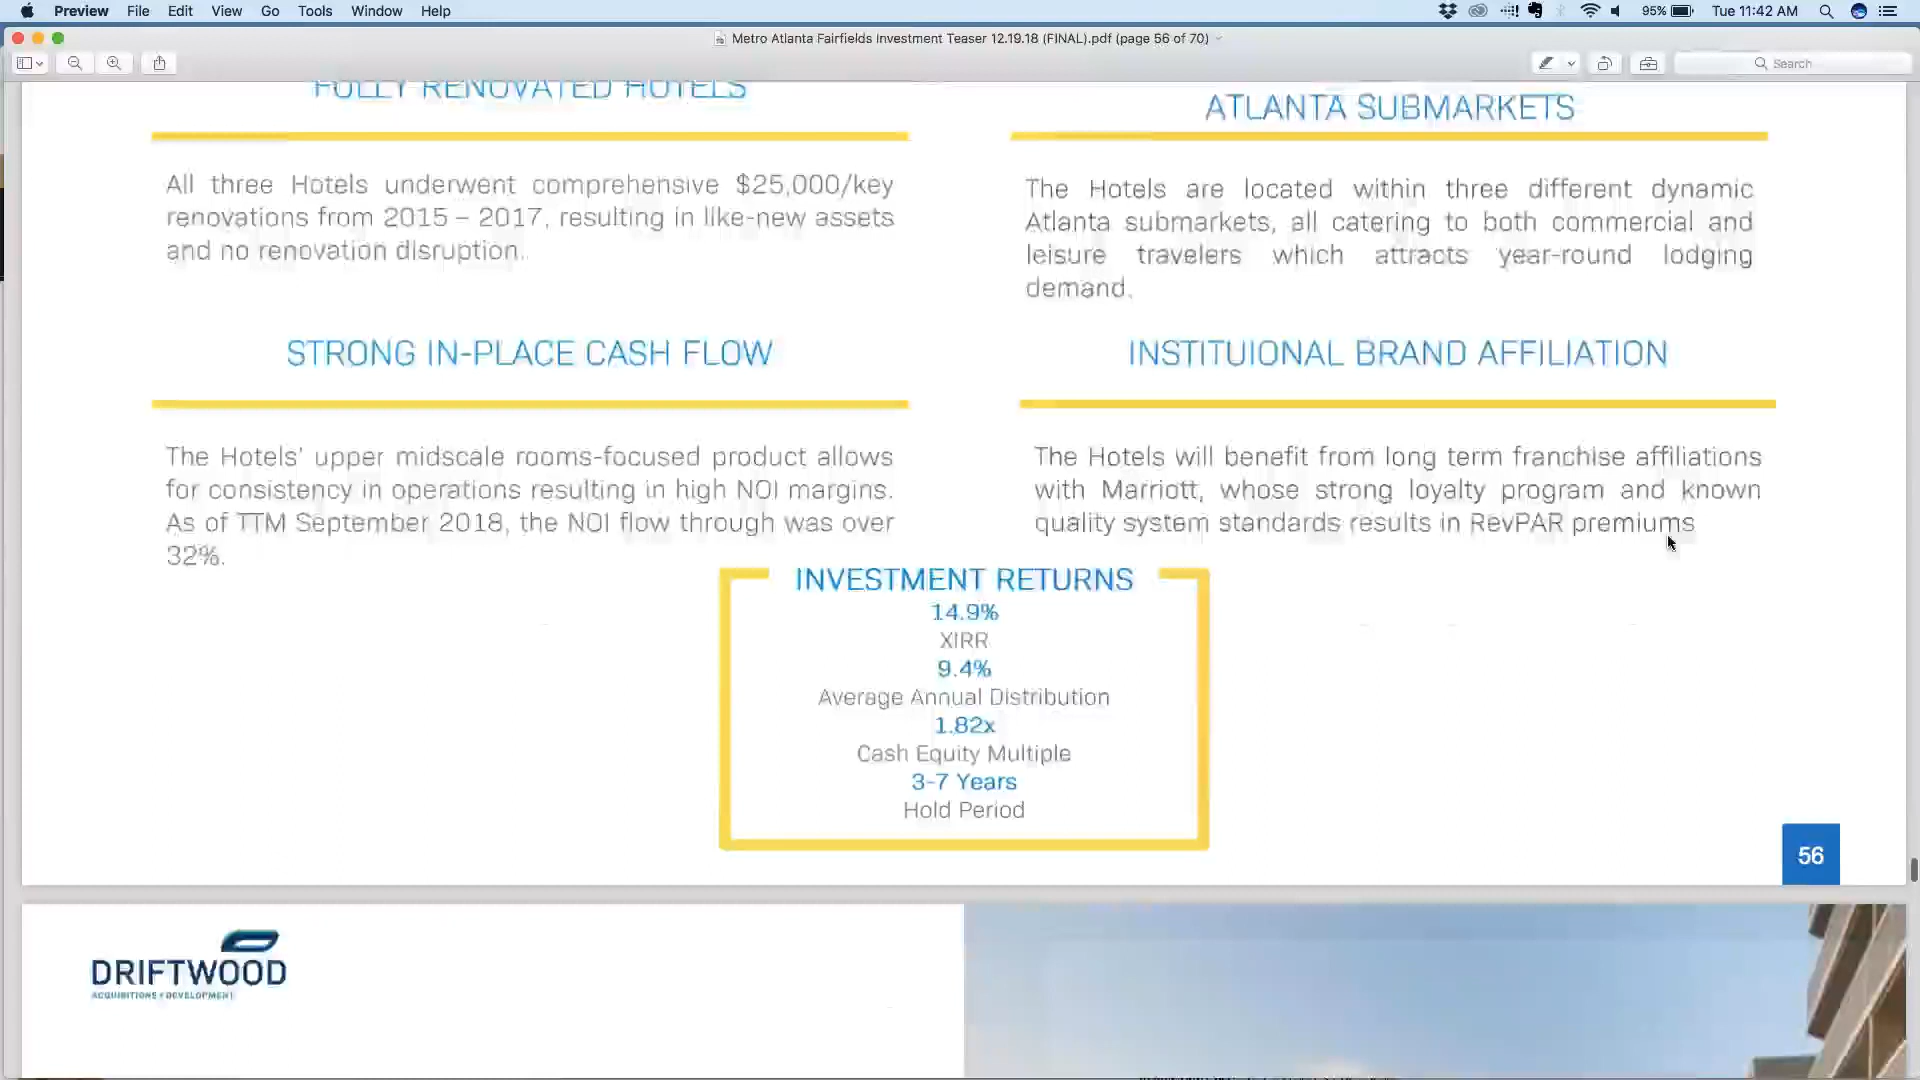 Preview File Edit View Go Tools Window Help
95% Tue 11:42 AM
Metro Atlanta Fairfields Investment Teaser 12.19.18 (FINAL).pdf (page 56 of 70)
Search
FULLY RENOVATED HOTELS
ATLANTA SUBMARKETS
All three Hotels underwent comprehensive $25,000/key
renovations from 2015 – 2017, resulting in like-new assets
and no renovation disruption.
The Hotels are located within three different dynamic
Atlanta submarkets, all catering to both commercial and
leisure travelers which attracts year-round lodging
demand.
STRONG IN-PLACE CASH FLOW
INSTITUIONAL BRAND AFFILIATION
The Hotels' upper midscale rooms-focused product allows
for consistency in operations resulting in high NOI margins.
As of TTM September 2018, the NOI flow through was over
32%.
The Hotels will benefit from long term franchise affiliations
with Marriott, whose strong loyalty program and known
quality system standards results in RevPAR premiums
INVESTMENT RETURNS
14.9%
XIRR
9.4%
Average Annual Distribution
1.82x
Cash Equity Multiple
3-7 Years
Hold Period
56
DRIFTWOOD
ACQUISITIONS + DEVELOPMENT